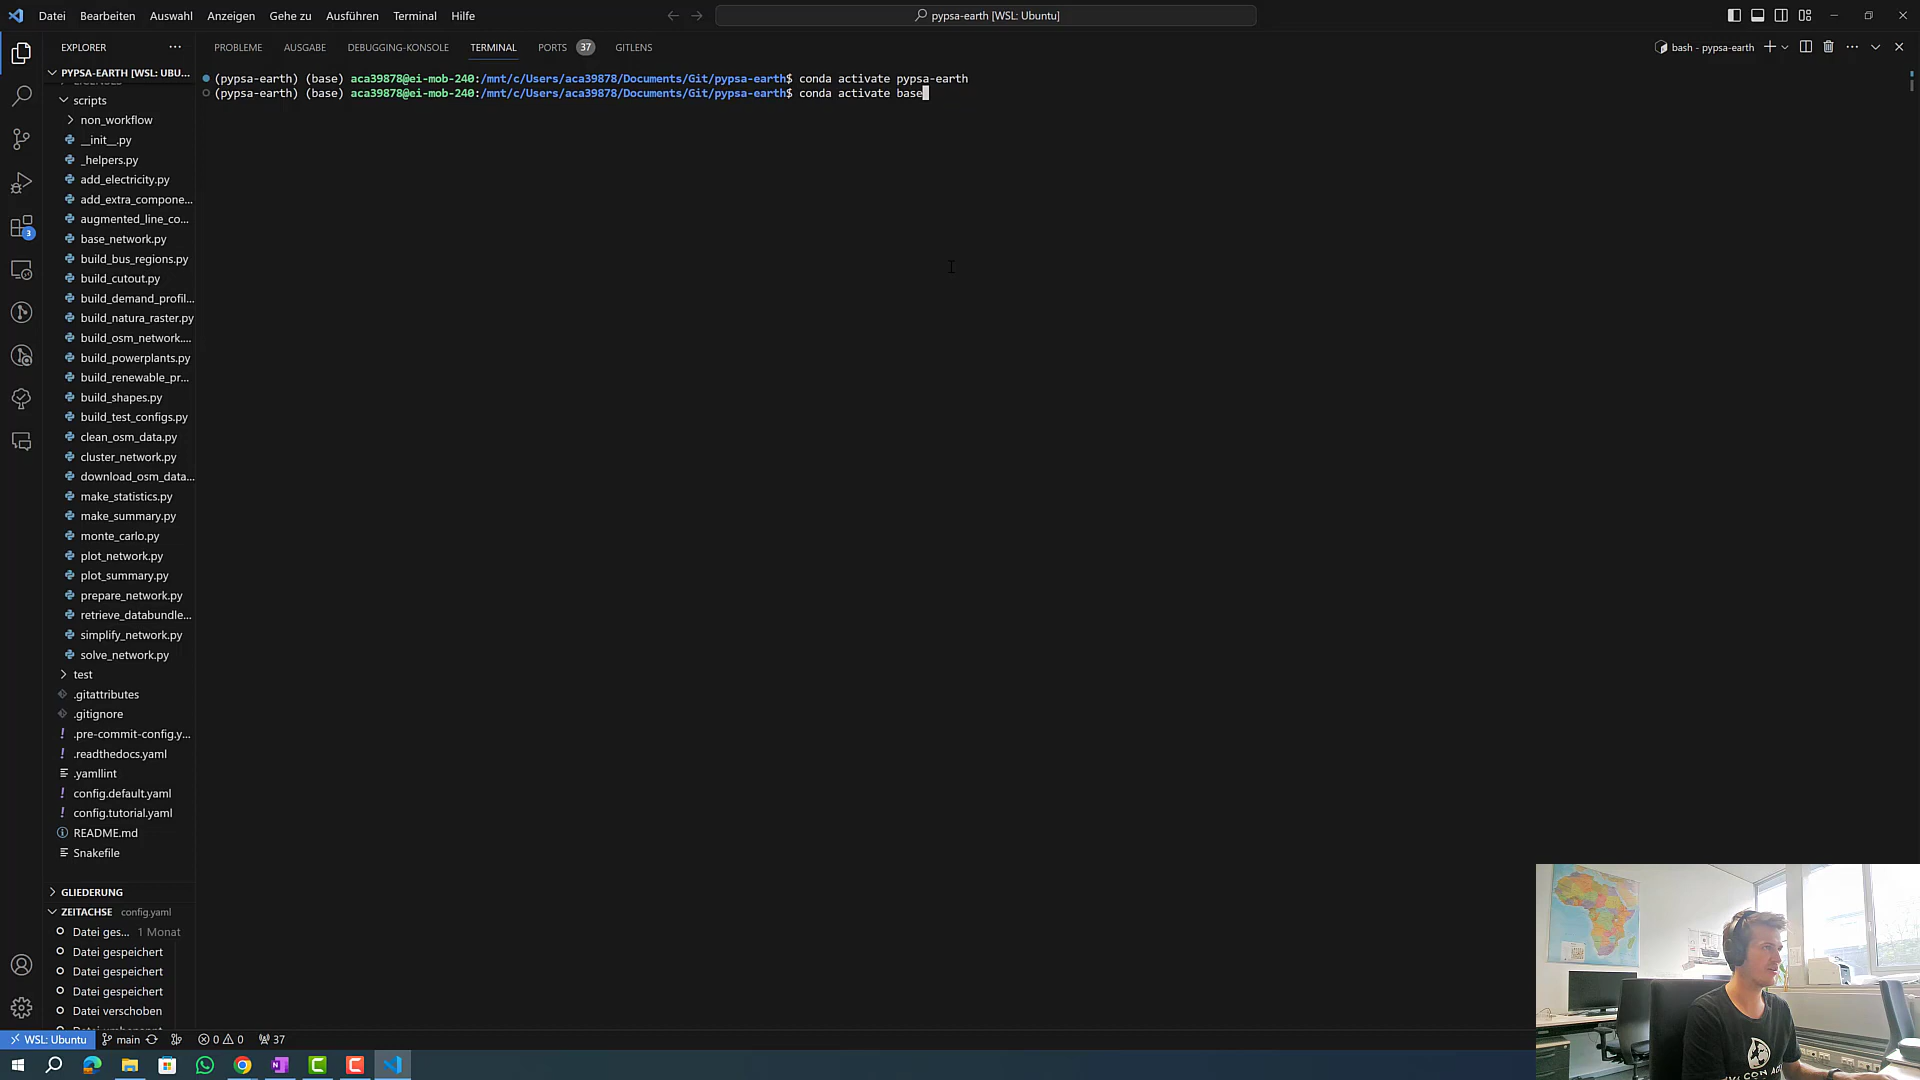 Datei Bearbeiten Auswahl Anzeigen Gehe zu Ausführen Terminal Hilfe
pypsa-earth [WSL: Ubuntu]
EXPLORER
PROBLEME AUSGABE DEBUGGING-KONSOLE TERMINAL PORTS 37 GITLENS
bash - pypsa-earth
PYPSA-EARTH [WSL: UBU...
(pypsa-earth) (base) aca39878@ei-mob-240:/mnt/c/Users/aca39878/Documents/Git/pypsa-earth$ conda activate pypsa-earth
(pypsa-earth) (base) aca39878@ei-mob-240:/mnt/c/Users/aca39878/Documents/Git/pypsa-earth$ conda activate base
scripts
non_workflow
__init__.py
_helpers.py
add_electricity.py
add_extra_compone...
augmented_line_co...
3
base_network.py
build_bus_regions.py
build_cutout.py
build_demand_profil...
build_natura_raster.py
build_osm_network....
build_powerplants.py
build_renewable_pr...
build_shapes.py
build_test_configs.py
clean_osm_data.py
cluster_network.py
download_osm_data...
make_statistics.py
make_summary.py
monte_carlo.py
plot_network.py
plot_summary.py
prepare_network.py
retrieve_databundle...
simplify_network.py
solve_network.py
test
.gitattributes
.gitignore
.pre-commit-config.y...
.readthedocs.yaml
.yamllint
config.default.yaml
config.tutorial.yaml
README.md
Snakefile
GLIEDERUNG
ZEITACHSE config.yaml
Datei ges... 1 Monat
Datei gespeichert
Datei gespeichert
Datei gespeichert
Datei verschoben
WSL: Ubuntu main 0 0 37